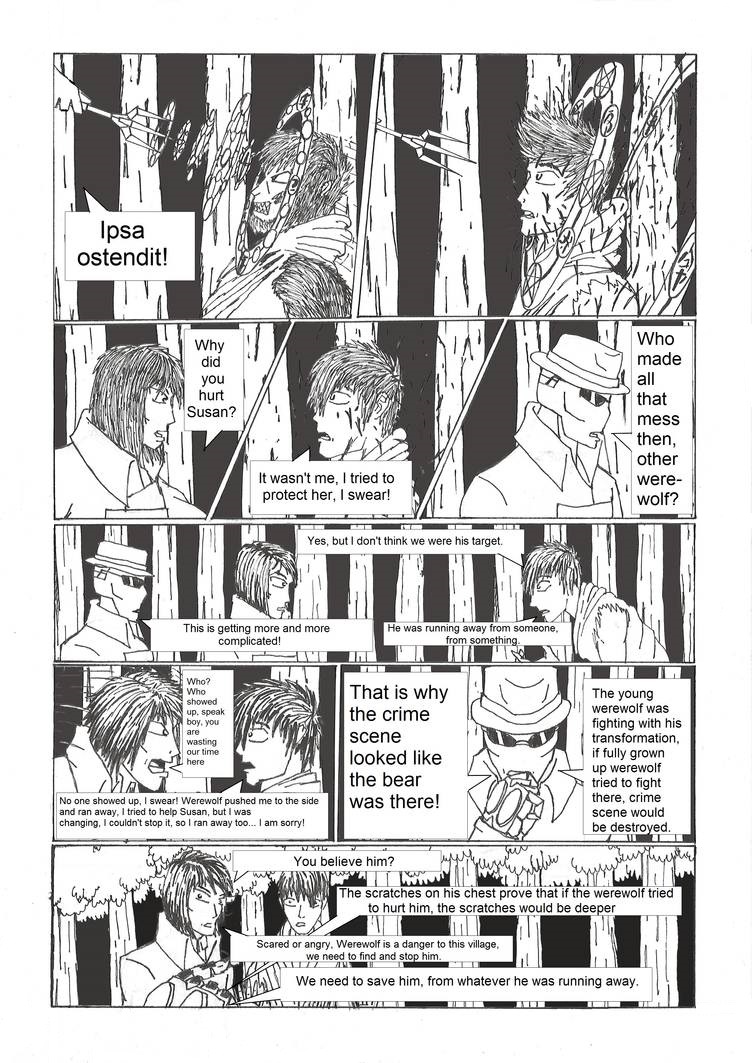 Ipsa
ostendit!
Why
did
you
hurt
Susan?
It wasn't me, I tried to
protect her, I swear!
Who
made
all
that
mess
then,
other
were-
wolf?
Yes, but I don't think we were his target.
This is getting more and more
complicated!
He was running away from someone,
from something.
Who?
Who
showed
up, speak
boy, you
are
wasting
our time
here
No one showed up, I swear! Werewolf pushed me to the side
and ran away, I tried to help Susan, but I was
changing, I couldn't stop it, so I ran away too... I am sorry!
That is why
the crime
scene
looked like
the bear
was there!
The young
werewolf was
fighting with his
transformation,
if fully grown
up werewolf
tried to fight
there, crime
scene would
be destroyed.
You believe him?
The scratches on his chest prove that if the werewolf tried
to hurt him, the scratches would be deeper
Scared or angry, Werewolf is a danger to this village,
we need to find and stop him.
We need to save him, from whatever he was running away.